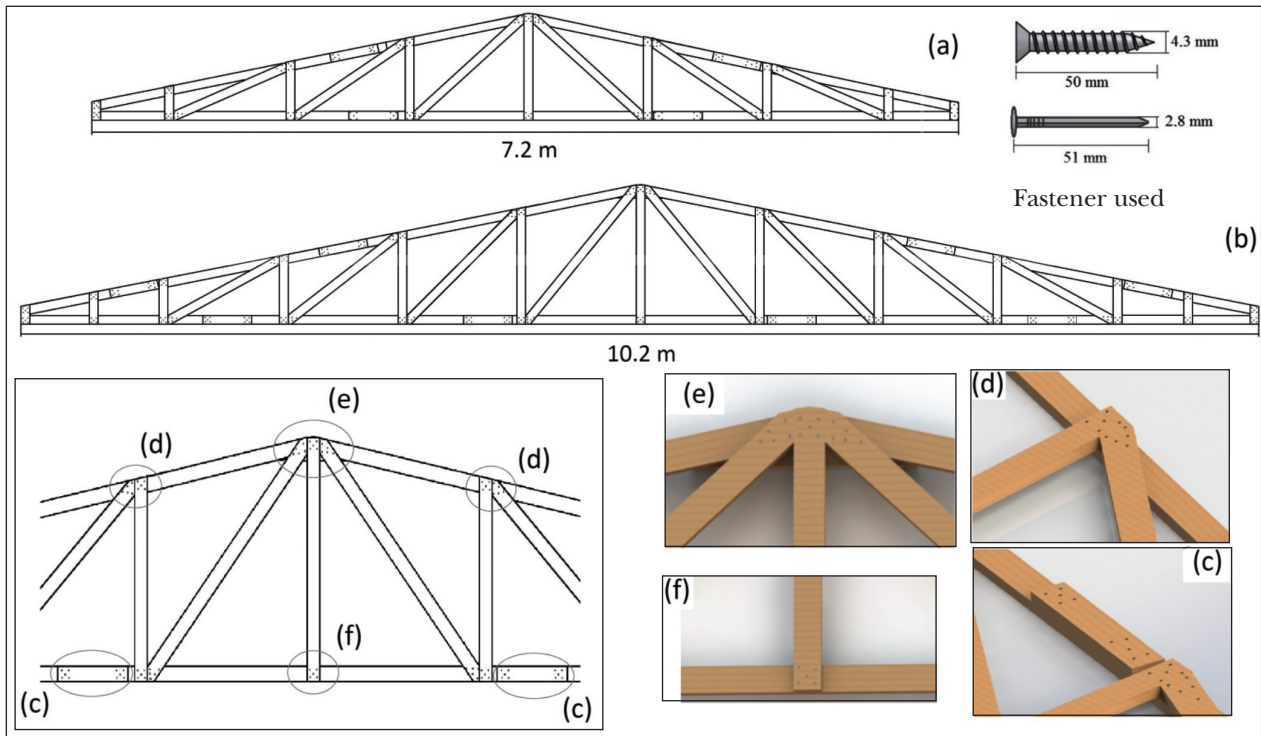 (a)
4.3 mm
50 mm
2.8 mm
51 mm
7.2 m
Fastener used
(b)
10.2 m
(e)
(d)
(d)
(f)
(c)
(c)
(e)
(d)
(f)
(c)